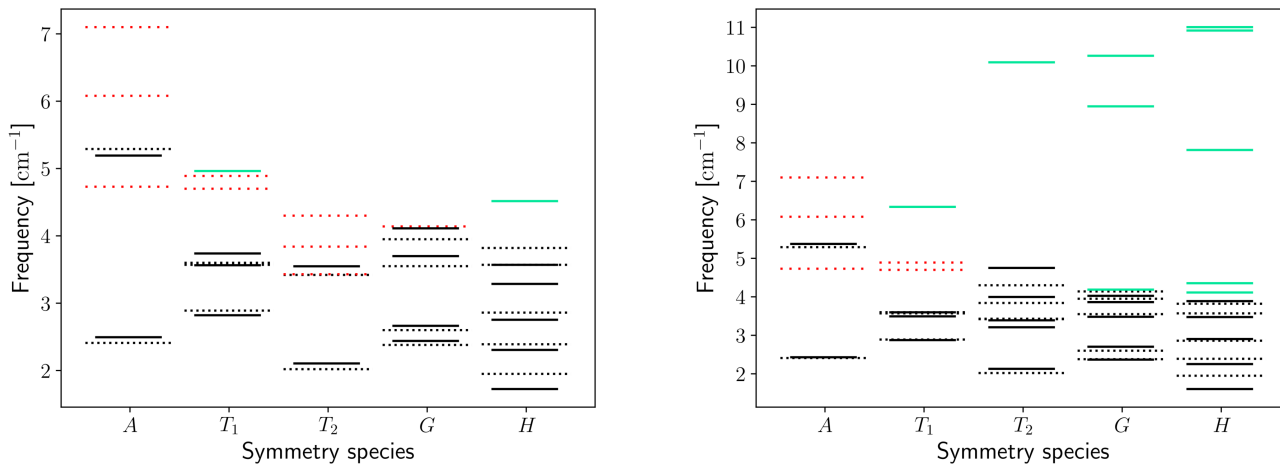 7
6
5
4
3
2
Frequency [cm⁻¹]
A
T₁
T₂
G
H
Symmetry species
11
10
9
8
7
6
5
4
3
2
Frequency [cm⁻¹]
A
T₁
T₂
G
H
Symmetry species